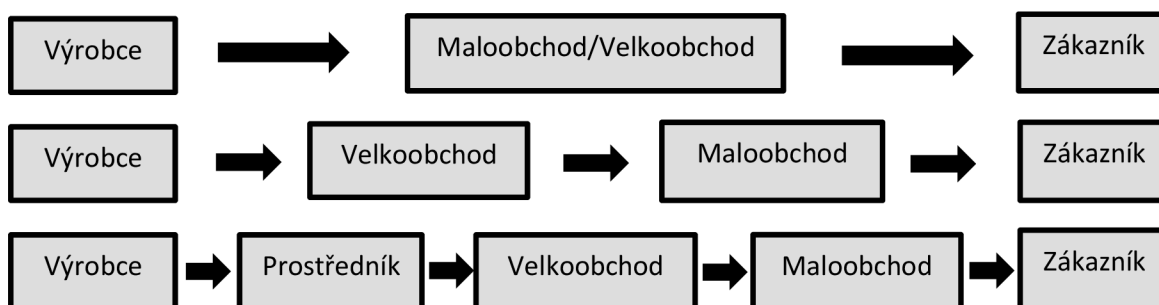 Výrobce Maloobchod/Velkoobchod Zákazník
Výrobce Velkoobchod Maloobchod Zákazník
Výrobce Prostředník Velkoobchod Maloobchod Zákazník